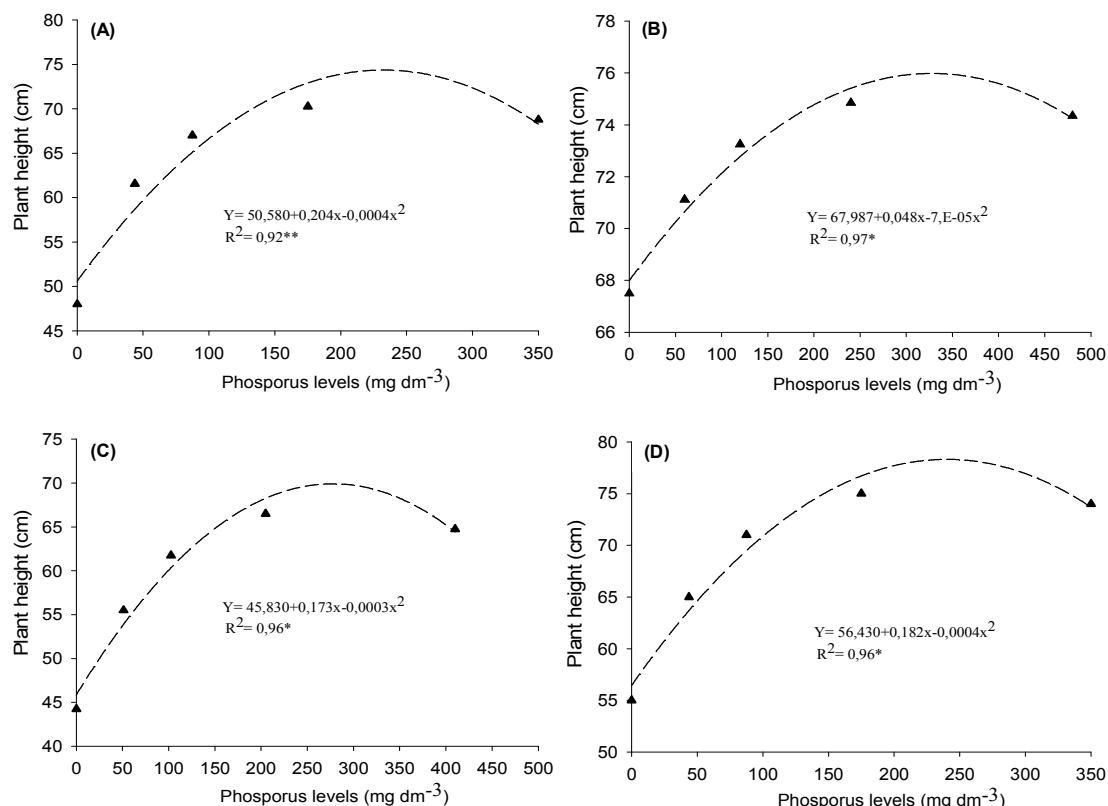 (A)
Plant height (cm)
80
75
70
65
60
55
50
45
Y= 50,580+0,204x-0,0004x²
R²= 0,92**
0 50 100 150 200 250 300 350
Phosporus levels (mg dm⁻³)
(B)
Plant height (cm)
78
76
74
72
70
68
66
Y= 67,987+0,048x-7,E-05x²
R²= 0,97*
0 50 100 150 200 250 300 350 400 450 500
Phosporus levels (mg dm⁻³)
(C)
Plant height (cm)
75
70
65
60
55
50
45
40
Y= 45,830+0,173x-0,0003x²
R²= 0,96*
0 50 100 150 200 250 300 350 400 450 500
Phosporus levels (mg dm⁻³)
(D)
Plant height (cm)
80
75
70
65
60
55
50
Y= 56,430+0,182x-0,0004x²
R²= 0,96*
0 50 100 150 200 250 300 350
Phosporus levels (mg dm⁻³)